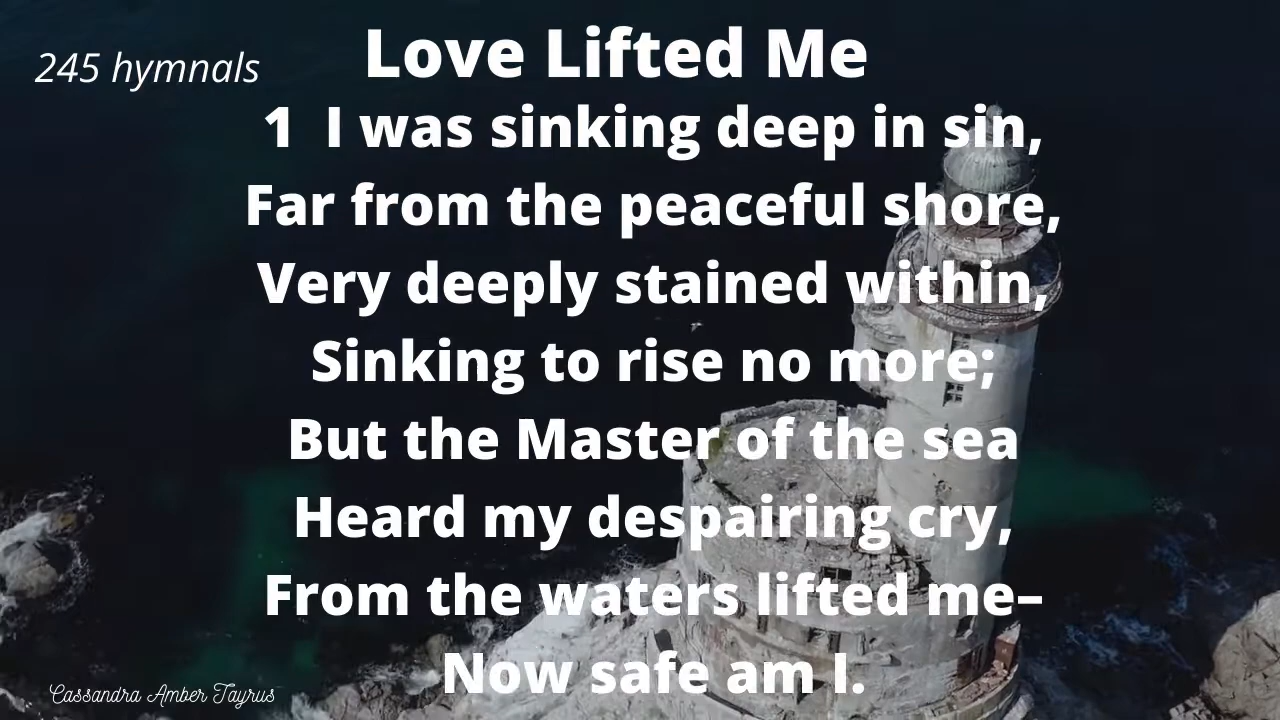 245 hymnals
Love Lifted Me
1 I was sinking deep in sin,
Far from the peaceful shore,
Very deeply stained within,
Sinking to rise no more;
But the Master of the sea
Heard my despairing cry,
From the waters lifted me–
Now safe am I.
Cassandra Amber Tayrus